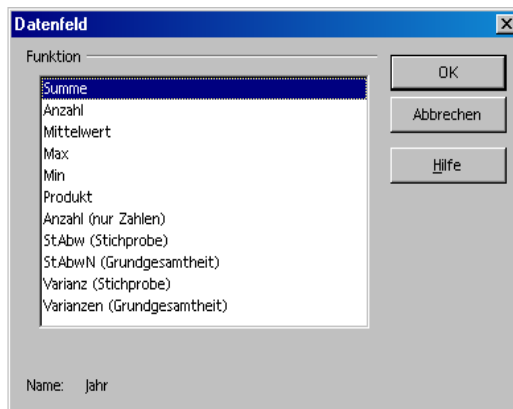 Datenfeld
Funktion
Summe
Anzahl
Mittelwert
Max
Min
Produkt
Anzahl (nur Zahlen)
StAbw (Stichprobe)
StAbwN (Grundgesamtheit)
Varianz (Stichprobe)
Varianzen (Grundgesamtheit)
OK
Abbrechen
Hilfe
Name: Jahr